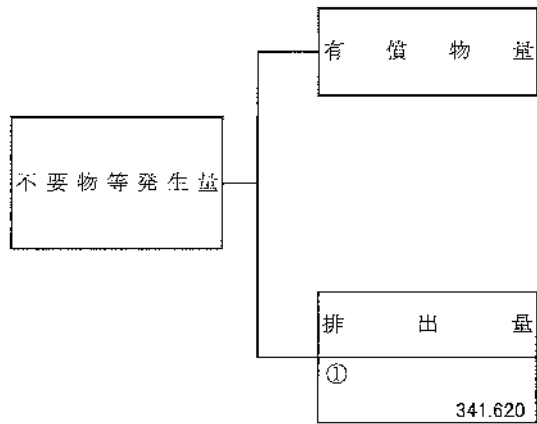 有償物量
不要物等発生量
排出量
①
341.620